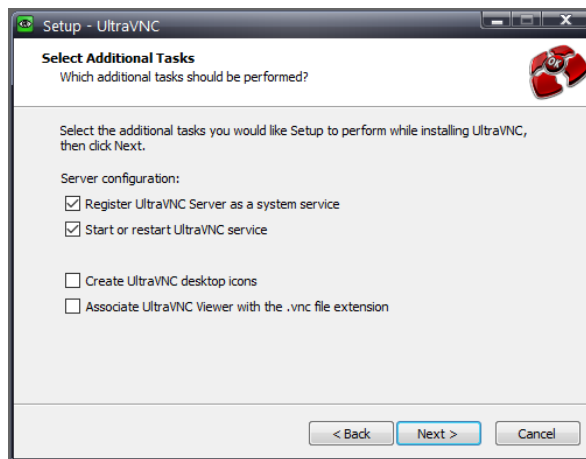 Setup - UltraVNC
Select Additional Tasks
Which additional tasks should be performed?
OK
Select the additional tasks you would like Setup to perform while installing UltraVNC,
then click Next.
Server configuration:
Register UltraVNC Server as a system service
Start or restart UltraVNC service
Create UltraVNC desktop icons
Associate UltraVNC Viewer with the .vnc file extension
< Back
Next >
Cancel